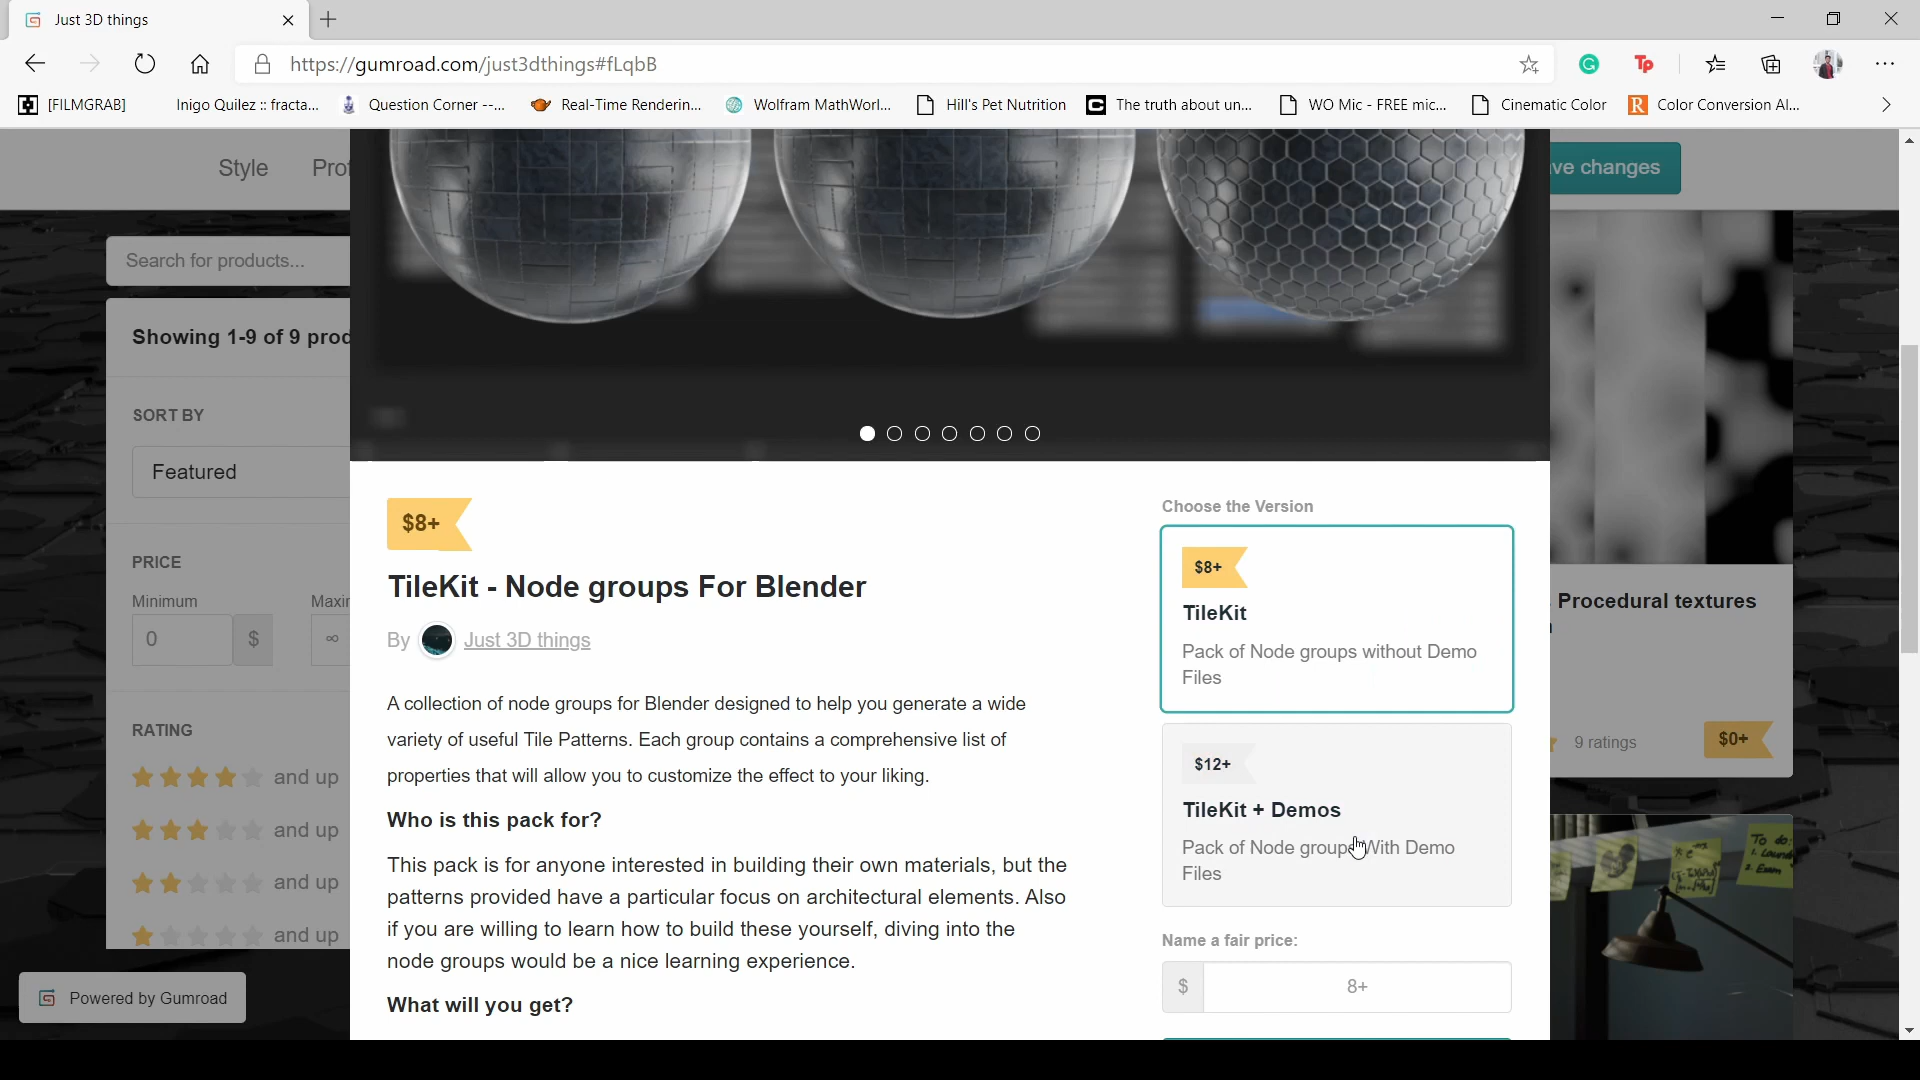 Just 3D things
https://gumroad.com/just3dthings#fLqbB
[FILMGRAB]
Inigo Quilez :: fracta...
Question Corner --...
Real-Time Renderin...
Wolfram MathWorl...
Hill's Pet Nutrition
The truth about un...
WO Mic - FREE mic...
Cinematic Color
Color Conversion Al...
Style
ve changes
Search for products...
Showing 1-9 of 9 prod
SORT BY
Featured
PRICE
Minimum
0
$
∞
RATING
and up
and up
and up
and up
Powered by Gumroad
$8+
TileKit - Node groups For Blender
By Just 3D things
A collection of node groups for Blender designed to help you generate a wide
variety of useful Tile Patterns. Each group contains a comprehensive list of
properties that will allow you to customize the effect to your liking.
Who is this pack for?
This pack is for anyone interested in building their own materials, but the
patterns provided have a particular focus on architectural elements. Also
if you are willing to learn how to build these yourself, diving into the
node groups would be a nice learning experience.
What will you get?
Choose the Version
$8+
TileKit
Pack of Node groups without Demo
Files
$12+
TileKit + Demos
Pack of Node groups With Demo
Files
Name a fair price:
$
8+
Procedural textures
9 ratings
$0+
To do: